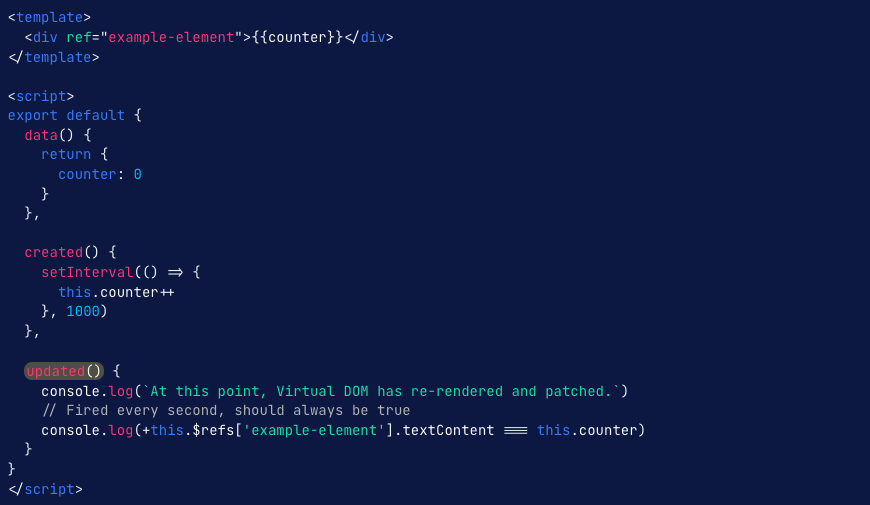 <template>
  <div ref="example-element">{{counter}}</div>
</template>

<script>
export default {
  data() {
    return {
      counter: 0
    }
  },

  created() {
    setInterval(() => {
      this.counter++
    }, 1000)
  },

  updated() {
    console.log(`At this point, Virtual DOM has re-rendered and patched.`)
    // Fired every second, should always be true
    console.log(+this.$refs['example-element'].textContent === this.counter)
  }
}
</script>